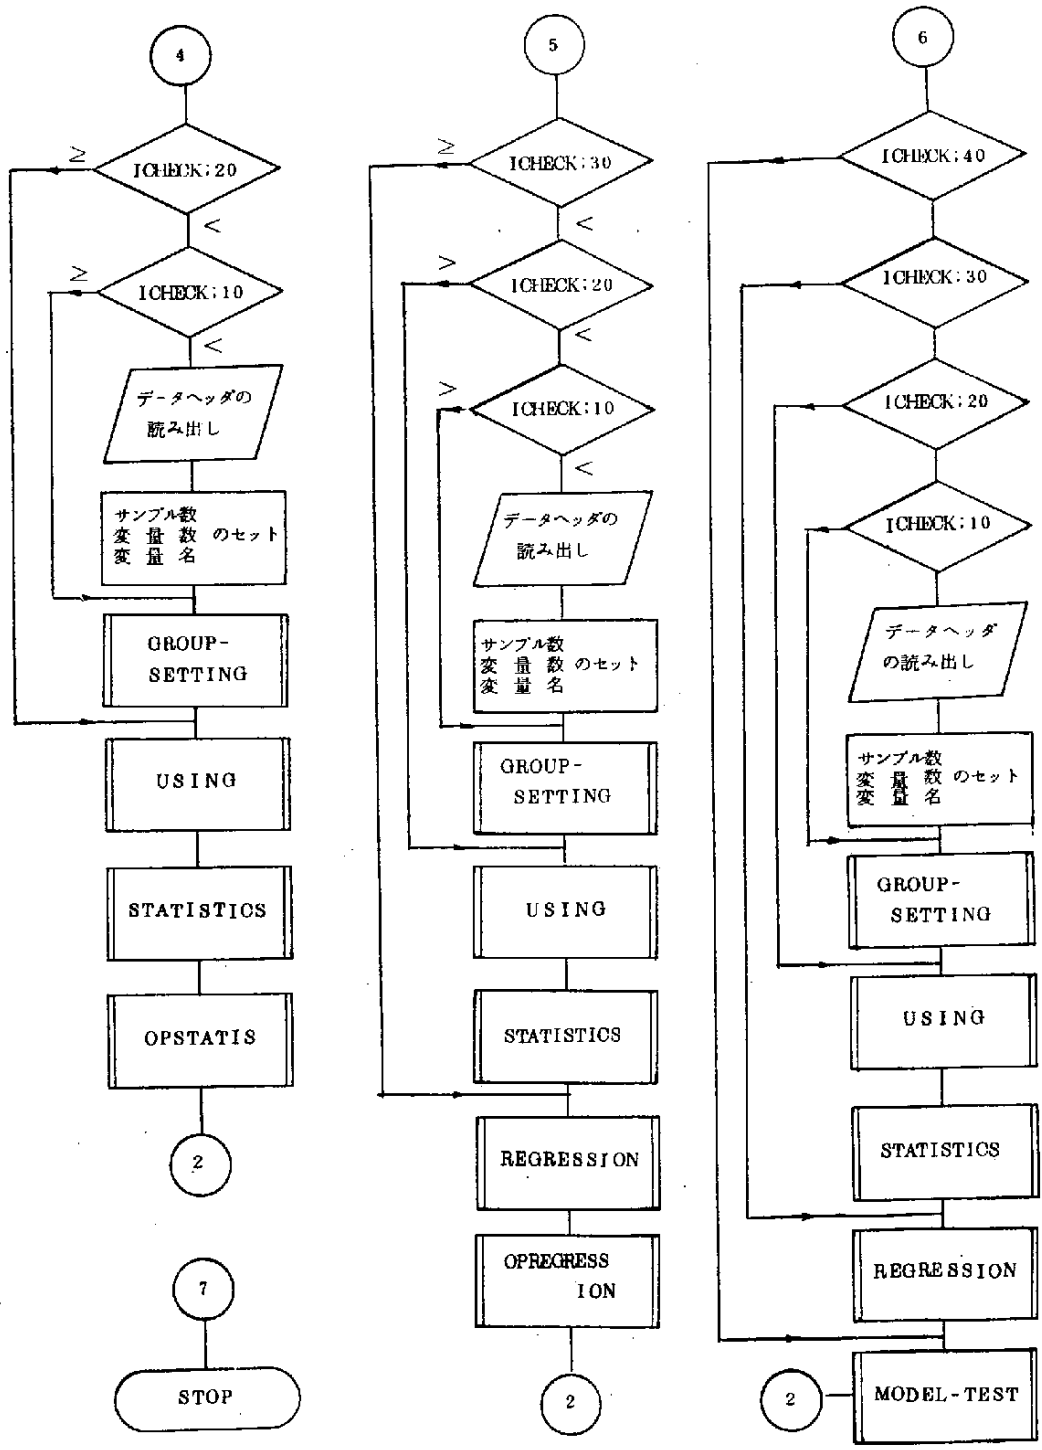 4
≥
ICHECK;20
<
≥
ICHECK;10
<
データヘッダの
読み出し
サンプル数
変量数のセット
変量名
GROUP-
SETTING
USING
STATISTICS
OPSTATIS
2
7
STOP
5
≥
ICHECK;30
<
>
ICHECK;20
<
≥
ICHECK;10
<
データヘッダの
読み出し
サンプル数
変量数のセット
変量名
GROUP-
SETTING
USING
STATISTICS
REGRESSION
OPREGRESS
ION
2
6
ICHECK;40
ICHECK;30
ICHECK;20
ICHECK;10
データヘッダ
の読み出し
サンプル数
変量数のセット
変量名
GROUP-
SETTING
USING
STATISTICS
REGRESSION
2
MODEL-TEST